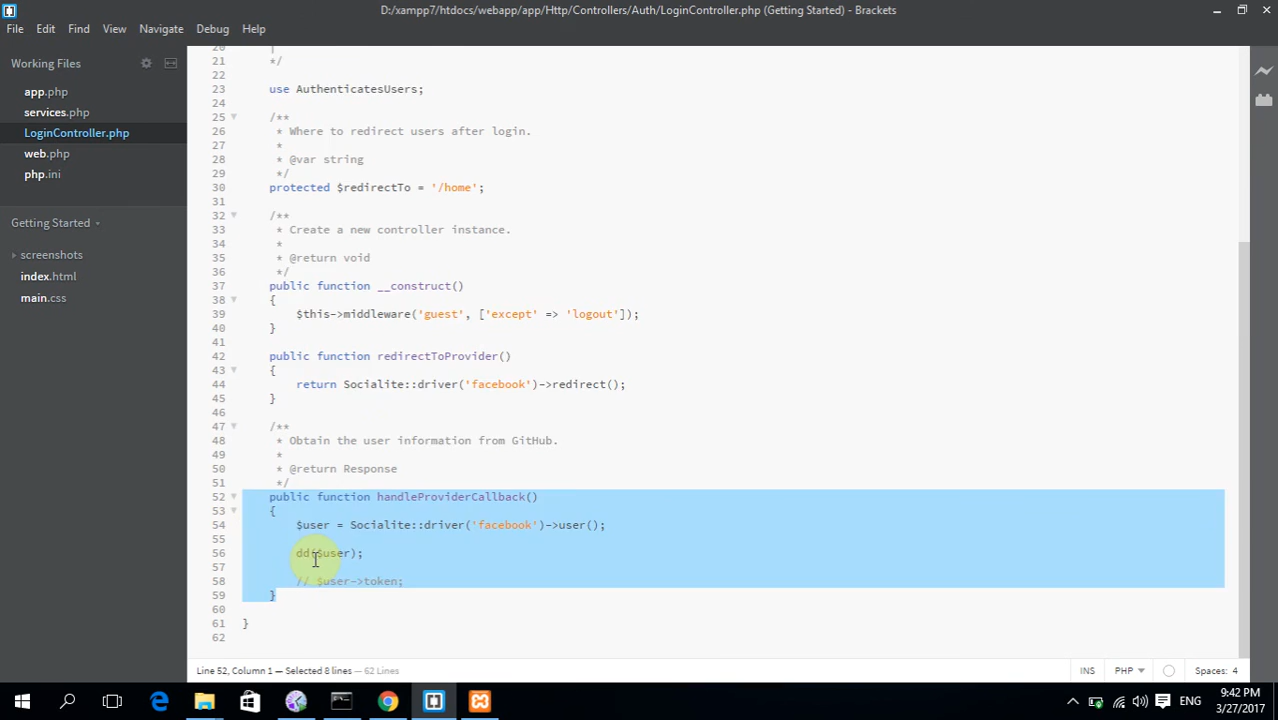 D:/xampp7/htdocs/webapp/app/Http/Controllers/Auth/LoginController.php (Getting Started) - Brackets
File Edit Find View Navigate Debug Help
Working Files
app.php
services.php
LoginController.php
web.php
php.ini
Getting Started
screenshots
index.html
main.css
20 |
21 */
22
23 use AuthenticatesUsers;
24
25 /**
26 * Where to redirect users after login.
27 *
28 * @var string
29 */
30 protected $redirectTo = '/home';
31
32 /**
33 * Create a new controller instance.
34 *
35 * @return void
36 */
37 public function __construct()
38 {
39 $this->middleware('guest', ['except' => 'logout']);
40 }
41
42 public function redirectToProvider()
43 {
44 return Socialite::driver('facebook')->redirect();
45 }
46
47 /**
48 * Obtain the user information from GitHub.
49 *
50 * @return Response
51 */
52 public function handleProviderCallback()
53 {
54 $user = Socialite::driver('facebook')->user();
55
56 dd($user);
57
58 // $user->token;
59 }
60
61 }
62
Line 52, Column 1 — Selected 8 lines — 62 Lines
INS PHP Spaces: 4
ENG
9:42 PM
3/27/2017